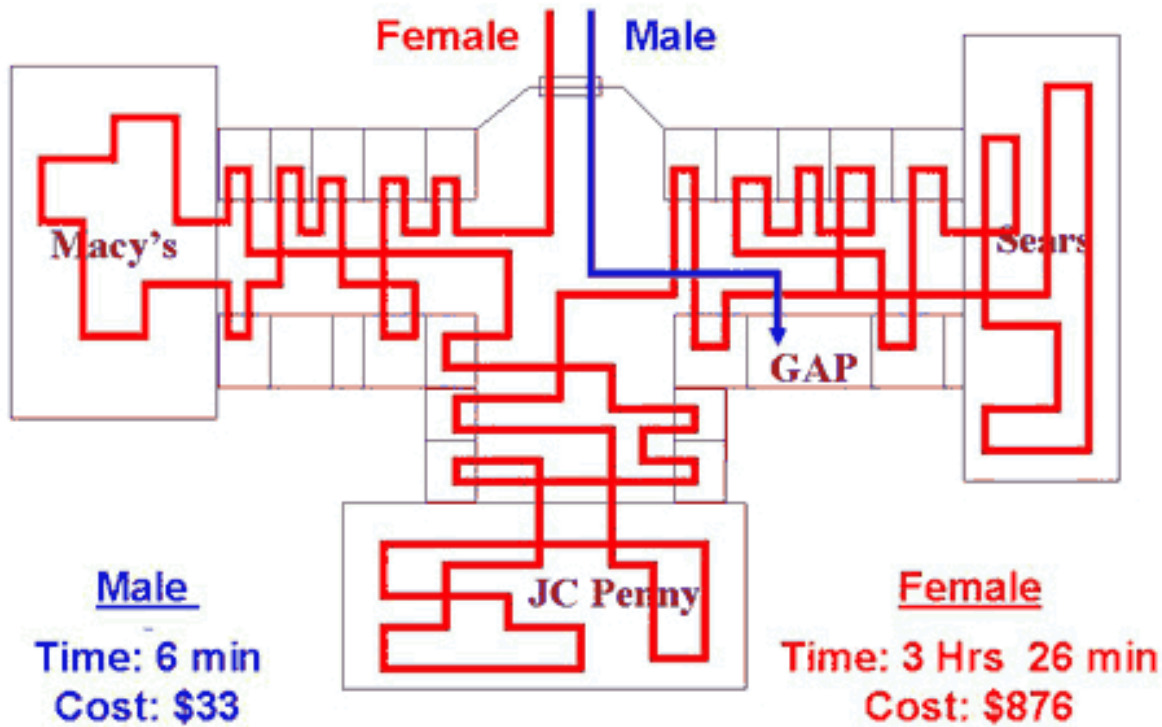 Female Male
Macy's
Sears
GAP
JC Penny
Male
Time: 6 min
Cost: $33
Female
Time: 3 Hrs 26 min
Cost: $876